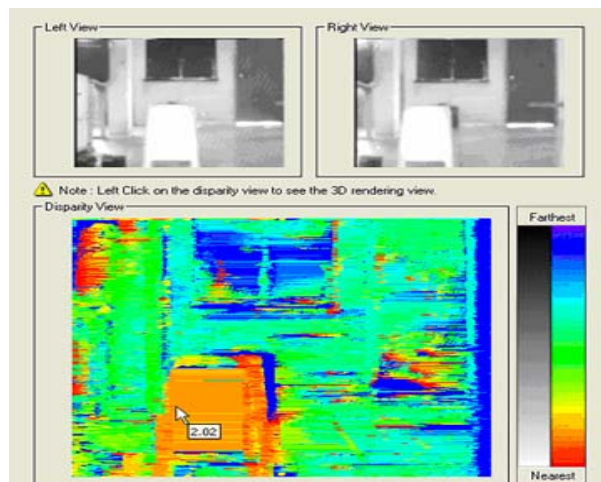 Left View
Right View
Note : Left Click on the disparity view to see the 3D rendering view.
Disparity View
Farthest
2.02
Nearest